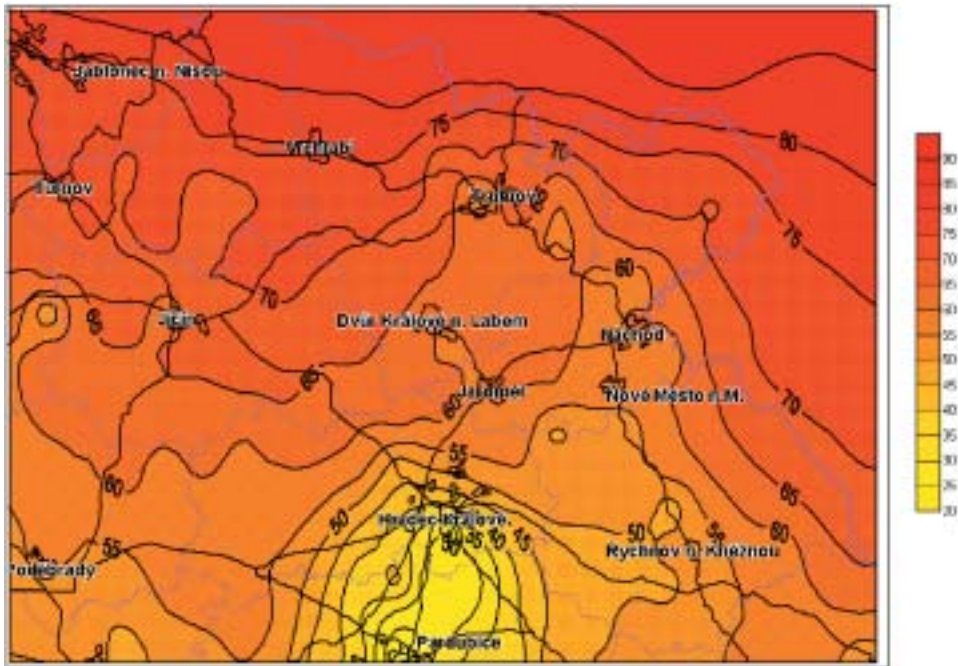 Jablonec n. Nisou
75
80
Vrchlabí
70
Turnov
Trutnov
75
60
70
Jičín
Dvůr Králové n. Labem
Náchod
Jaroměř
Nové Město n.M.
60
70
55
65
60
50
Hradec Králové
50
60
55
Rychnov n. Kněžnou
Poděbrady
Pardubice
90
85
80
75
70
65
60
55
50
45
40
35
30
25
20